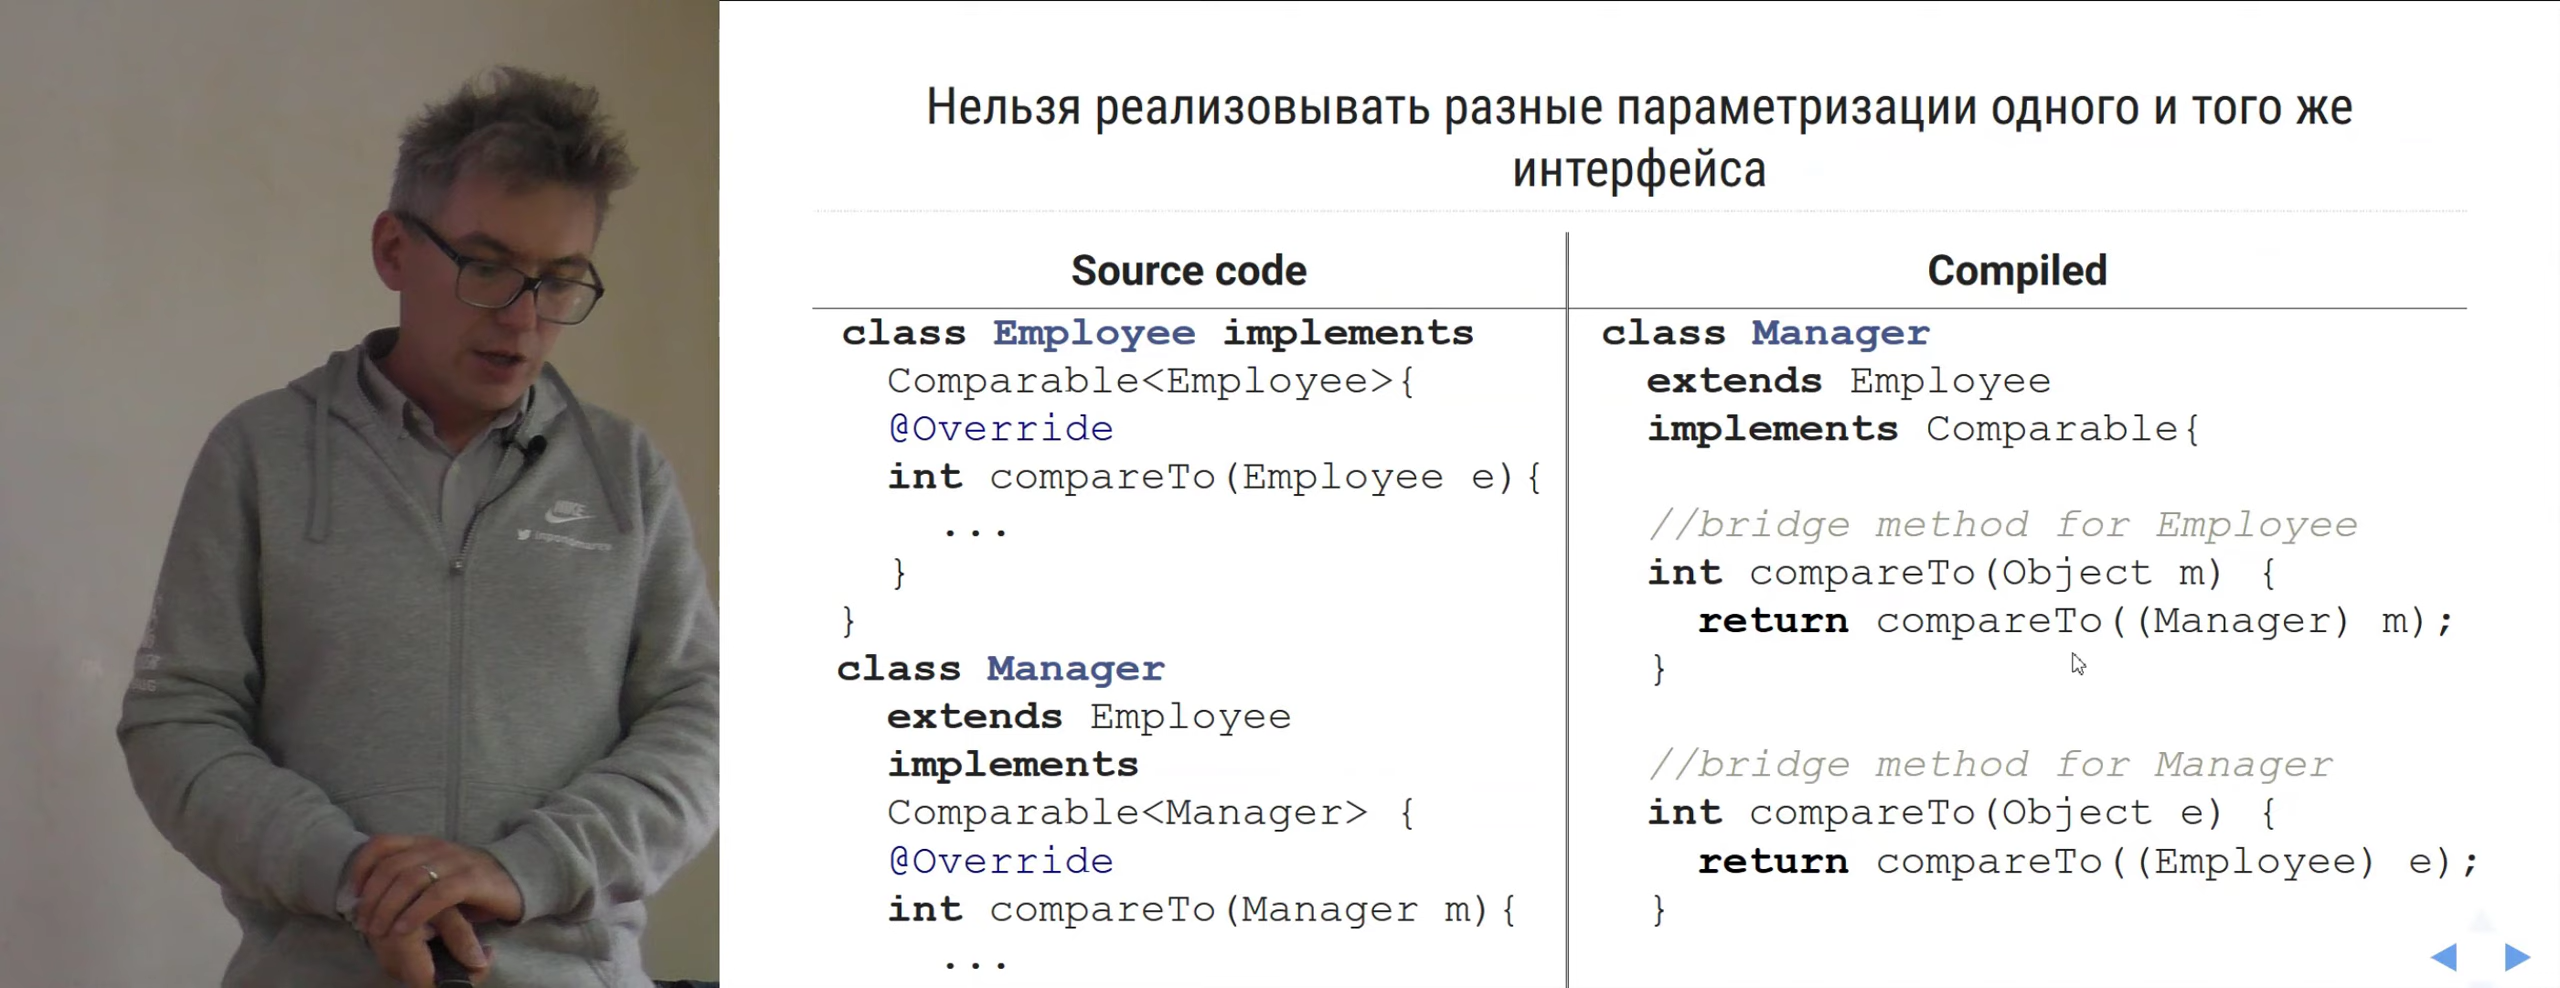 Нельзя реализовывать разные параметризации одного и того же
интерфейса
Source code
class Employee implements
Comparable<Employee>{
@Override
int compareTo(Employee e){
...
}
}
class Manager
extends Employee
implements
Comparable<Manager> {
@Override
int compareTo(Manager m){
...
Compiled
class Manager
extends Employee
implements Comparable{
//bridge method for Employee
int compareTo(Object m) {
return compareTo((Manager) m);
}
//bridge method for Manager
int compareTo(Object e) {
return compareTo((Employee) e);
}
NIKE